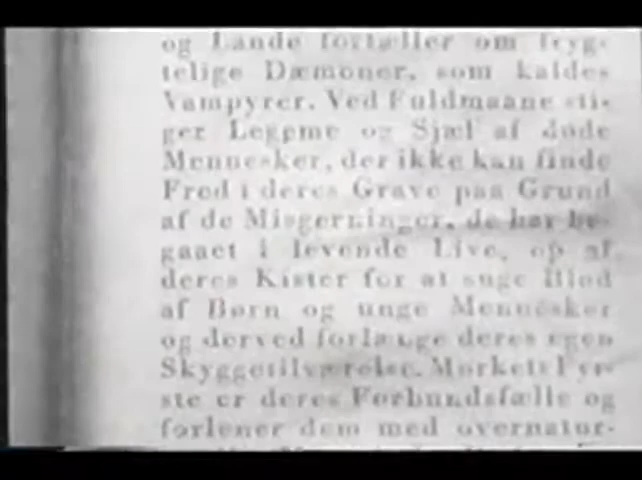 og Lande fortæller om fryg-
telige Dæmoner, som kaldes
Vampyrer. Ved Fuldmaane sti-
ger Legeme og Sjæl af døde
Mennesker, der ikke kan finde
Fred i deres Grave paa Grund
af de Misgerninger, de har be-
gaaet i levende Live, op af
deres Kister for at suge Blod
af Børn og unge Mennesker
og derved forlænge deres egen
Skyggetilværelse. Mørkets Fyr-
ste er deres Forbundsfælle og
forlener dem med overnatur-